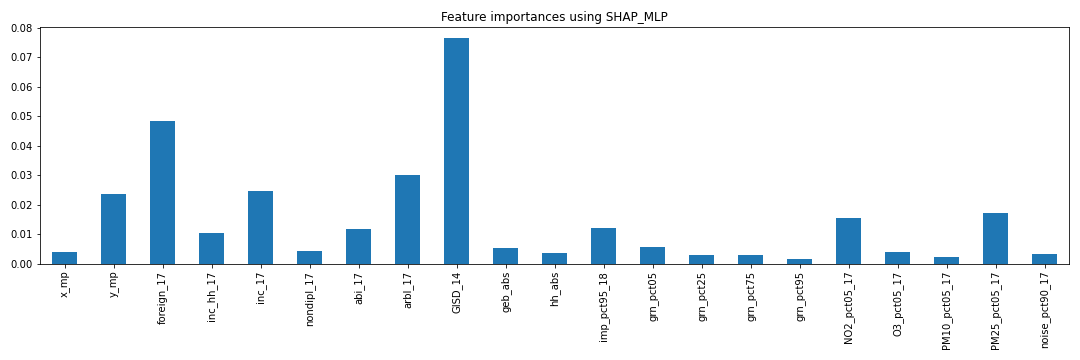 Feature importances using SHAP_MLP
0.08
0.07
0.06
0.05
0.04
0.03
0.02
0.01
0.00
x_mp
y_mp
foreign_17
inc_hh_17
inc_17
nondipl_17
abi_17
arbl_17
GISD_14
geb_abs
hh_abs
imp_pct95_18
grn_pct05
grn_pct25
grn_pct75
grn_pct95
NO2_pct05_17
O3_pct05_17
PM10_pct05_17
PM25_pct05_17
noise_pct90_17